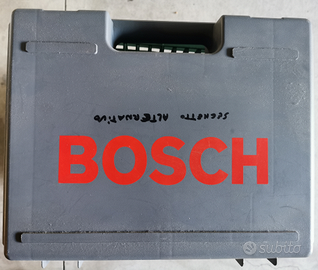 SEGHETTO ALTERNATIVO
BOSCH
subito